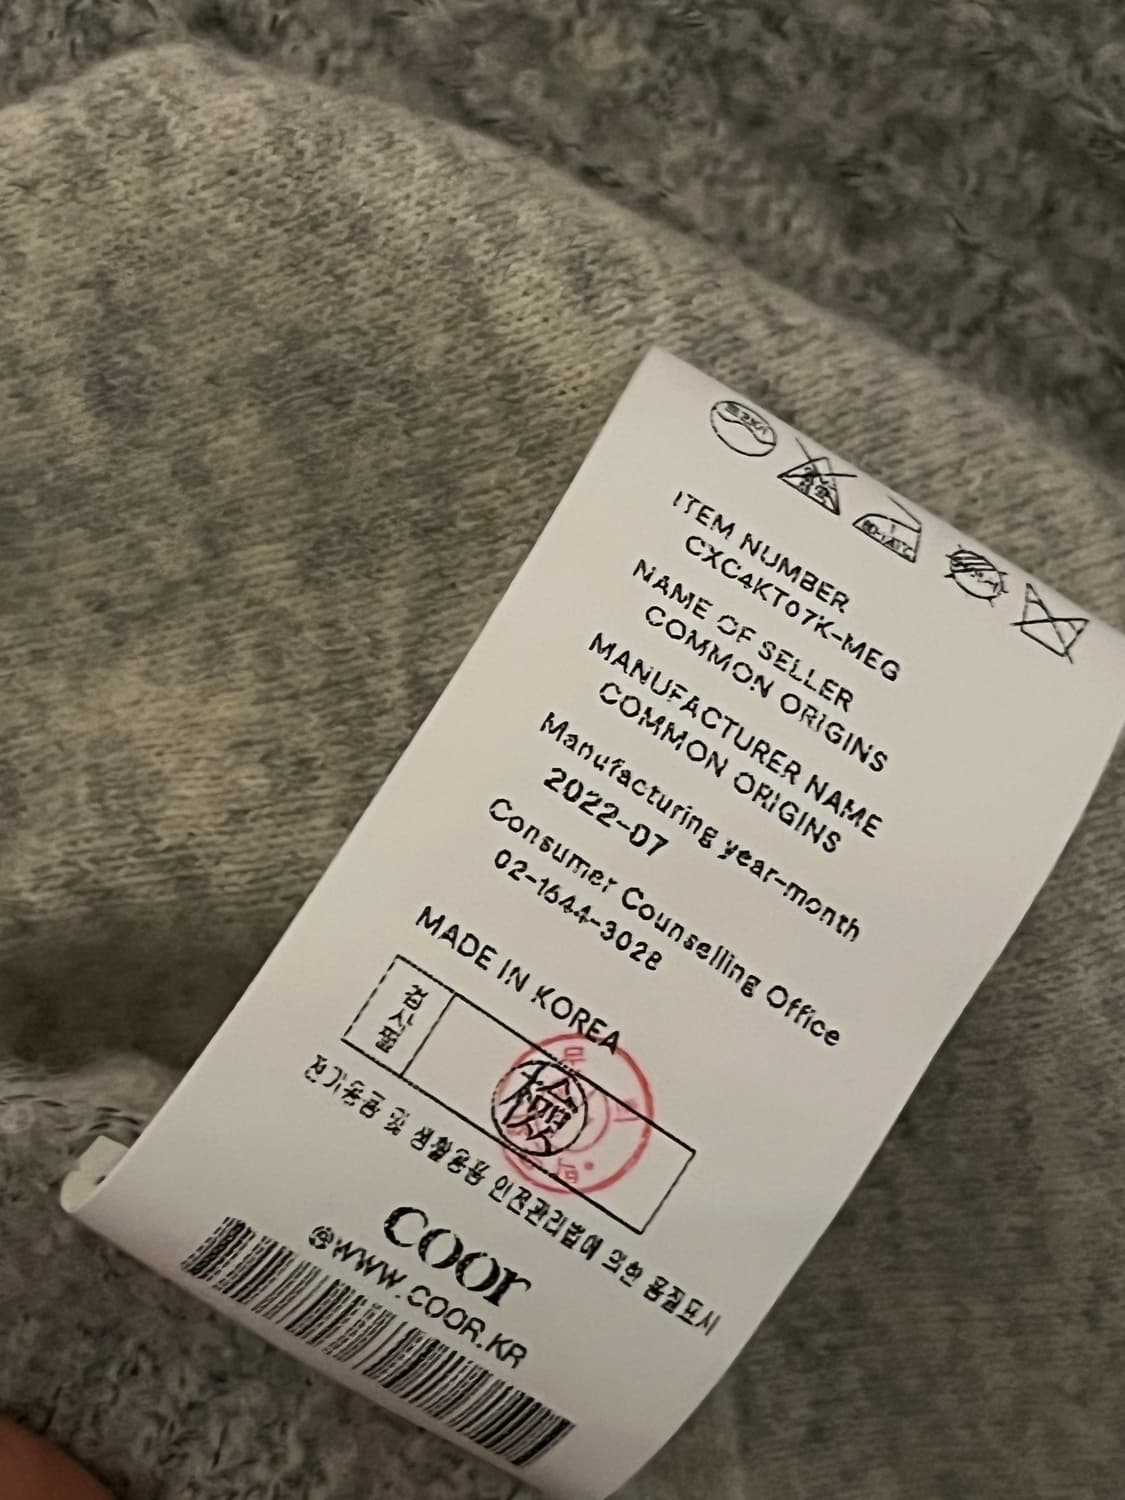 ITEM NUMBER
CXC4KT07K-MEG
NAME OF SELLER
COMMON ORIGINS
MANUFACTURER NAME
COMMON ORIGINS
Manufacturing year-month
2022-07
Consumer Counselling Office
02-1644-3028
MADE IN KOREA
검사필
檢
전기용품 및 생활용품 안전관리법에 의한 품질표시
coor
@WWW.COOR.KR